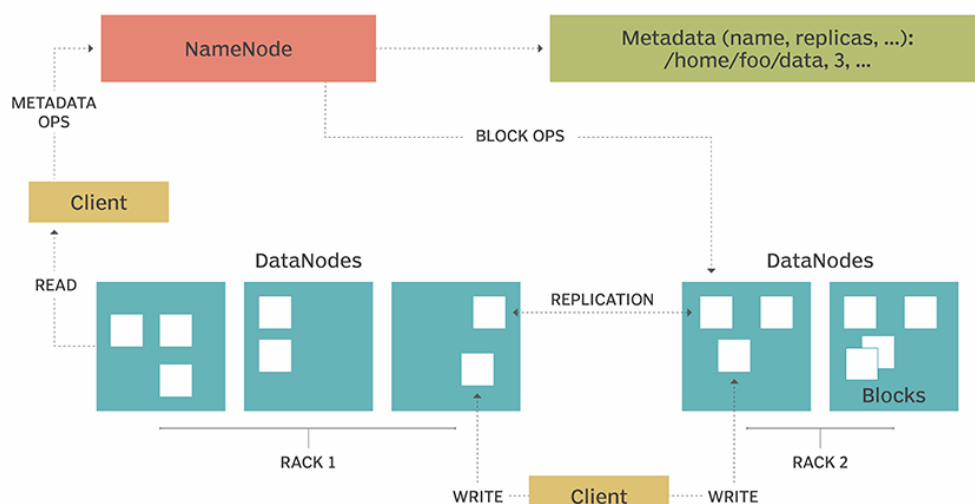 NameNode
Metadata (name, replicas, ...):
/home/foo/data, 3, ...
METADATA
OPS
BLOCK OPS
Client
DataNodes
DataNodes
READ
REPLICATION
Blocks
RACK 1
RACK 2
WRITE
Client
WRITE